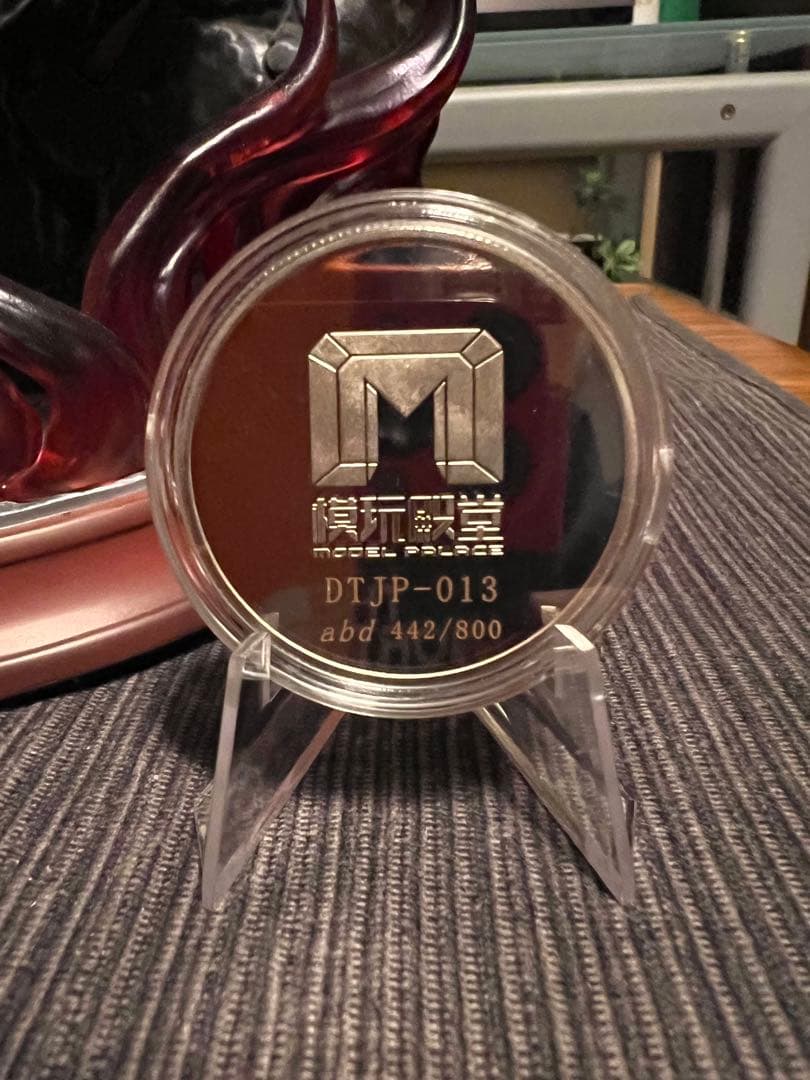 M
模玩殿堂
MODEL PALACE
DTJP-013
abd 442/800